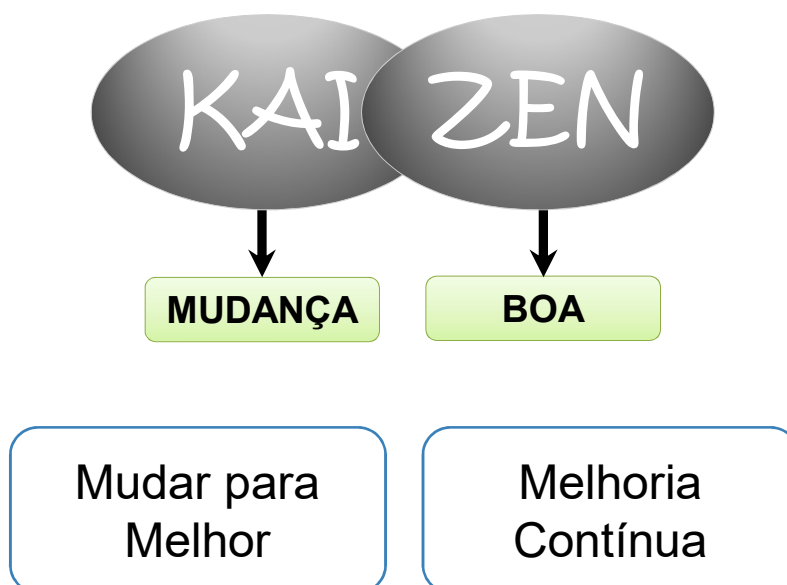 KAI ZEN
MUDANÇA BOA
Mudar para
Melhor
Melhoria
Contínua